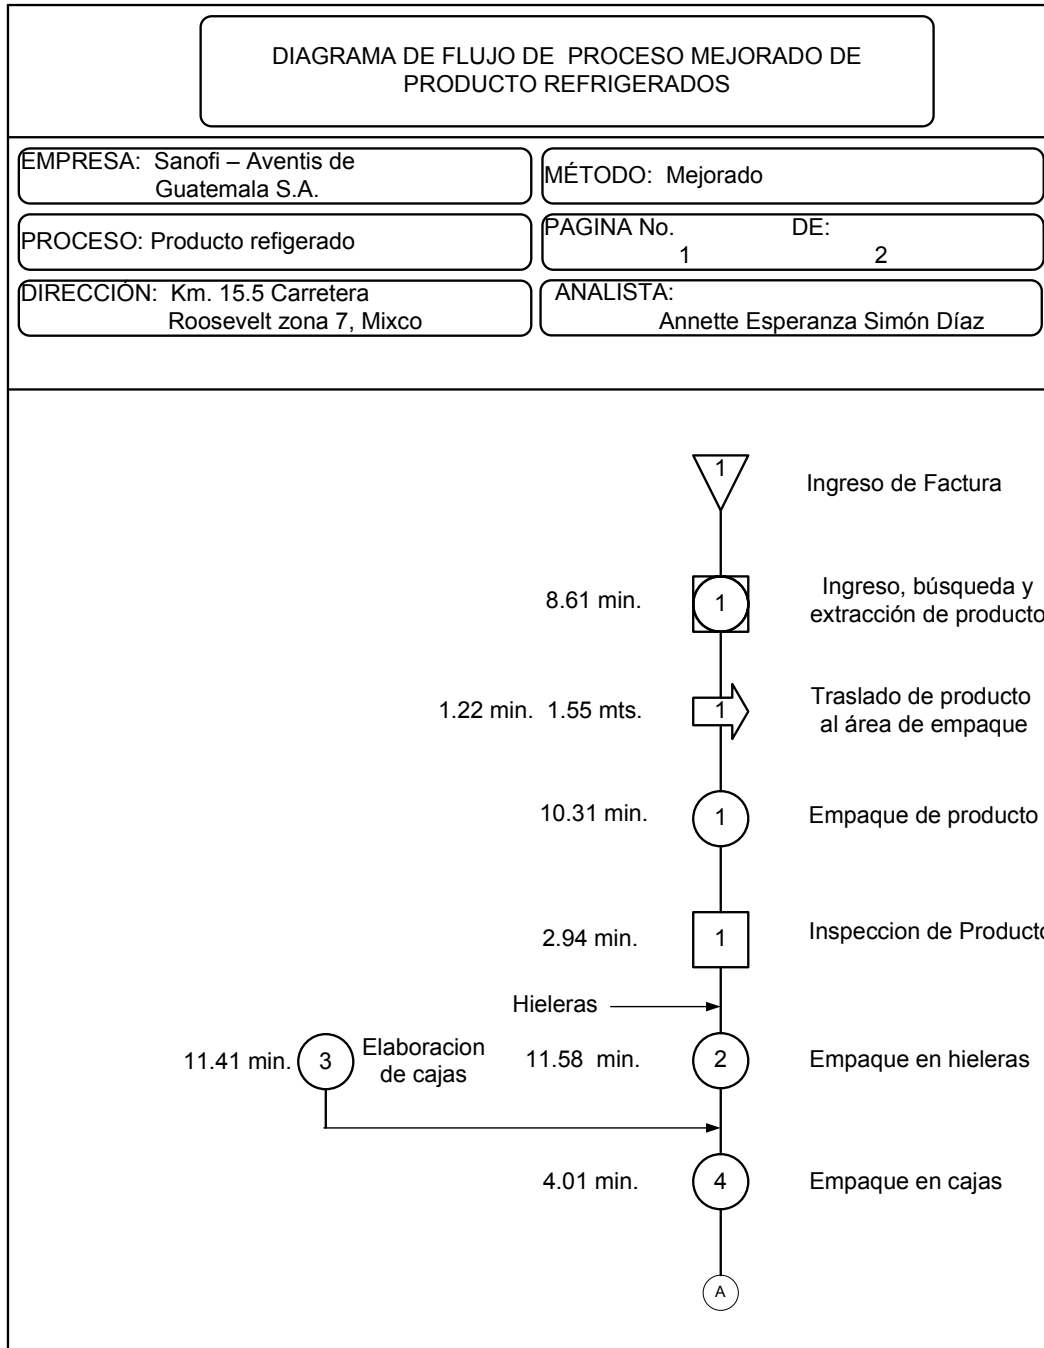 DIAGRAMA DE FLUJO DE PROCESO MEJORADO DE
PRODUCTO REFRIGERADOS
EMPRESA: Sanofi – Aventis de
Guatemala S.A.
MÉTODO: Mejorado
PROCESO: Producto refigerado
PAGINA No. DE:
1 2
DIRECCIÓN: Km. 15.5 Carretera
Roosevelt zona 7, Mixco
ANALISTA:
Annette Esperanza Simón Díaz
1
Ingreso de Factura
8.61 min.
1
Ingreso, búsqueda y
extracción de producto
1.22 min. 1.55 mts.
1
Traslado de producto
al área de empaque
10.31 min.
1
Empaque de producto
2.94 min.
1
Inspeccion de Producto
Hieleras
11.41 min.
3
Elaboracion
de cajas
11.58 min.
2
Empaque en hieleras
4.01 min.
4
Empaque en cajas
A